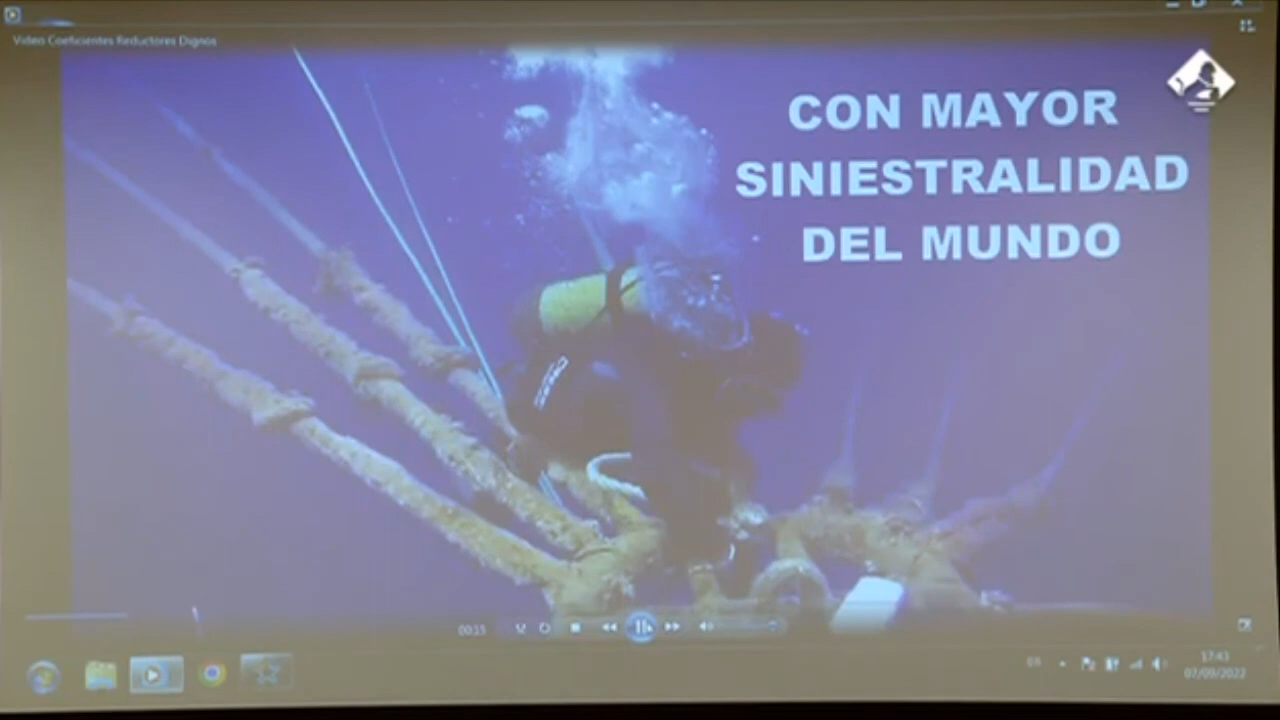 Video Coeficientes Reductores Dignos
CON MAYOR
SINIESTRALIDAD
DEL MUNDO
00:15
17:43
07/09/2022